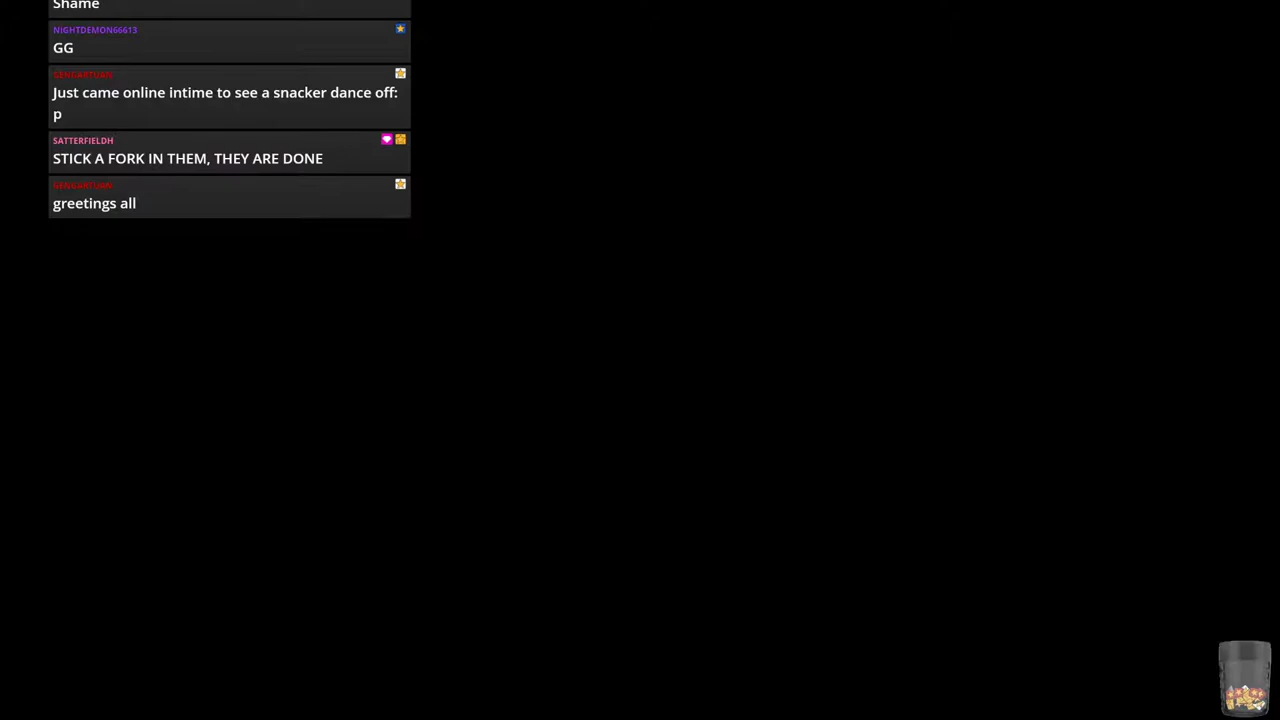 Shame
NIGHTDEMON66613
GG
Just came online intime to see a snacker dance off:
p
SATTERFIELDH
STICK A FORK IN THEM, THEY ARE DONE
greetings all